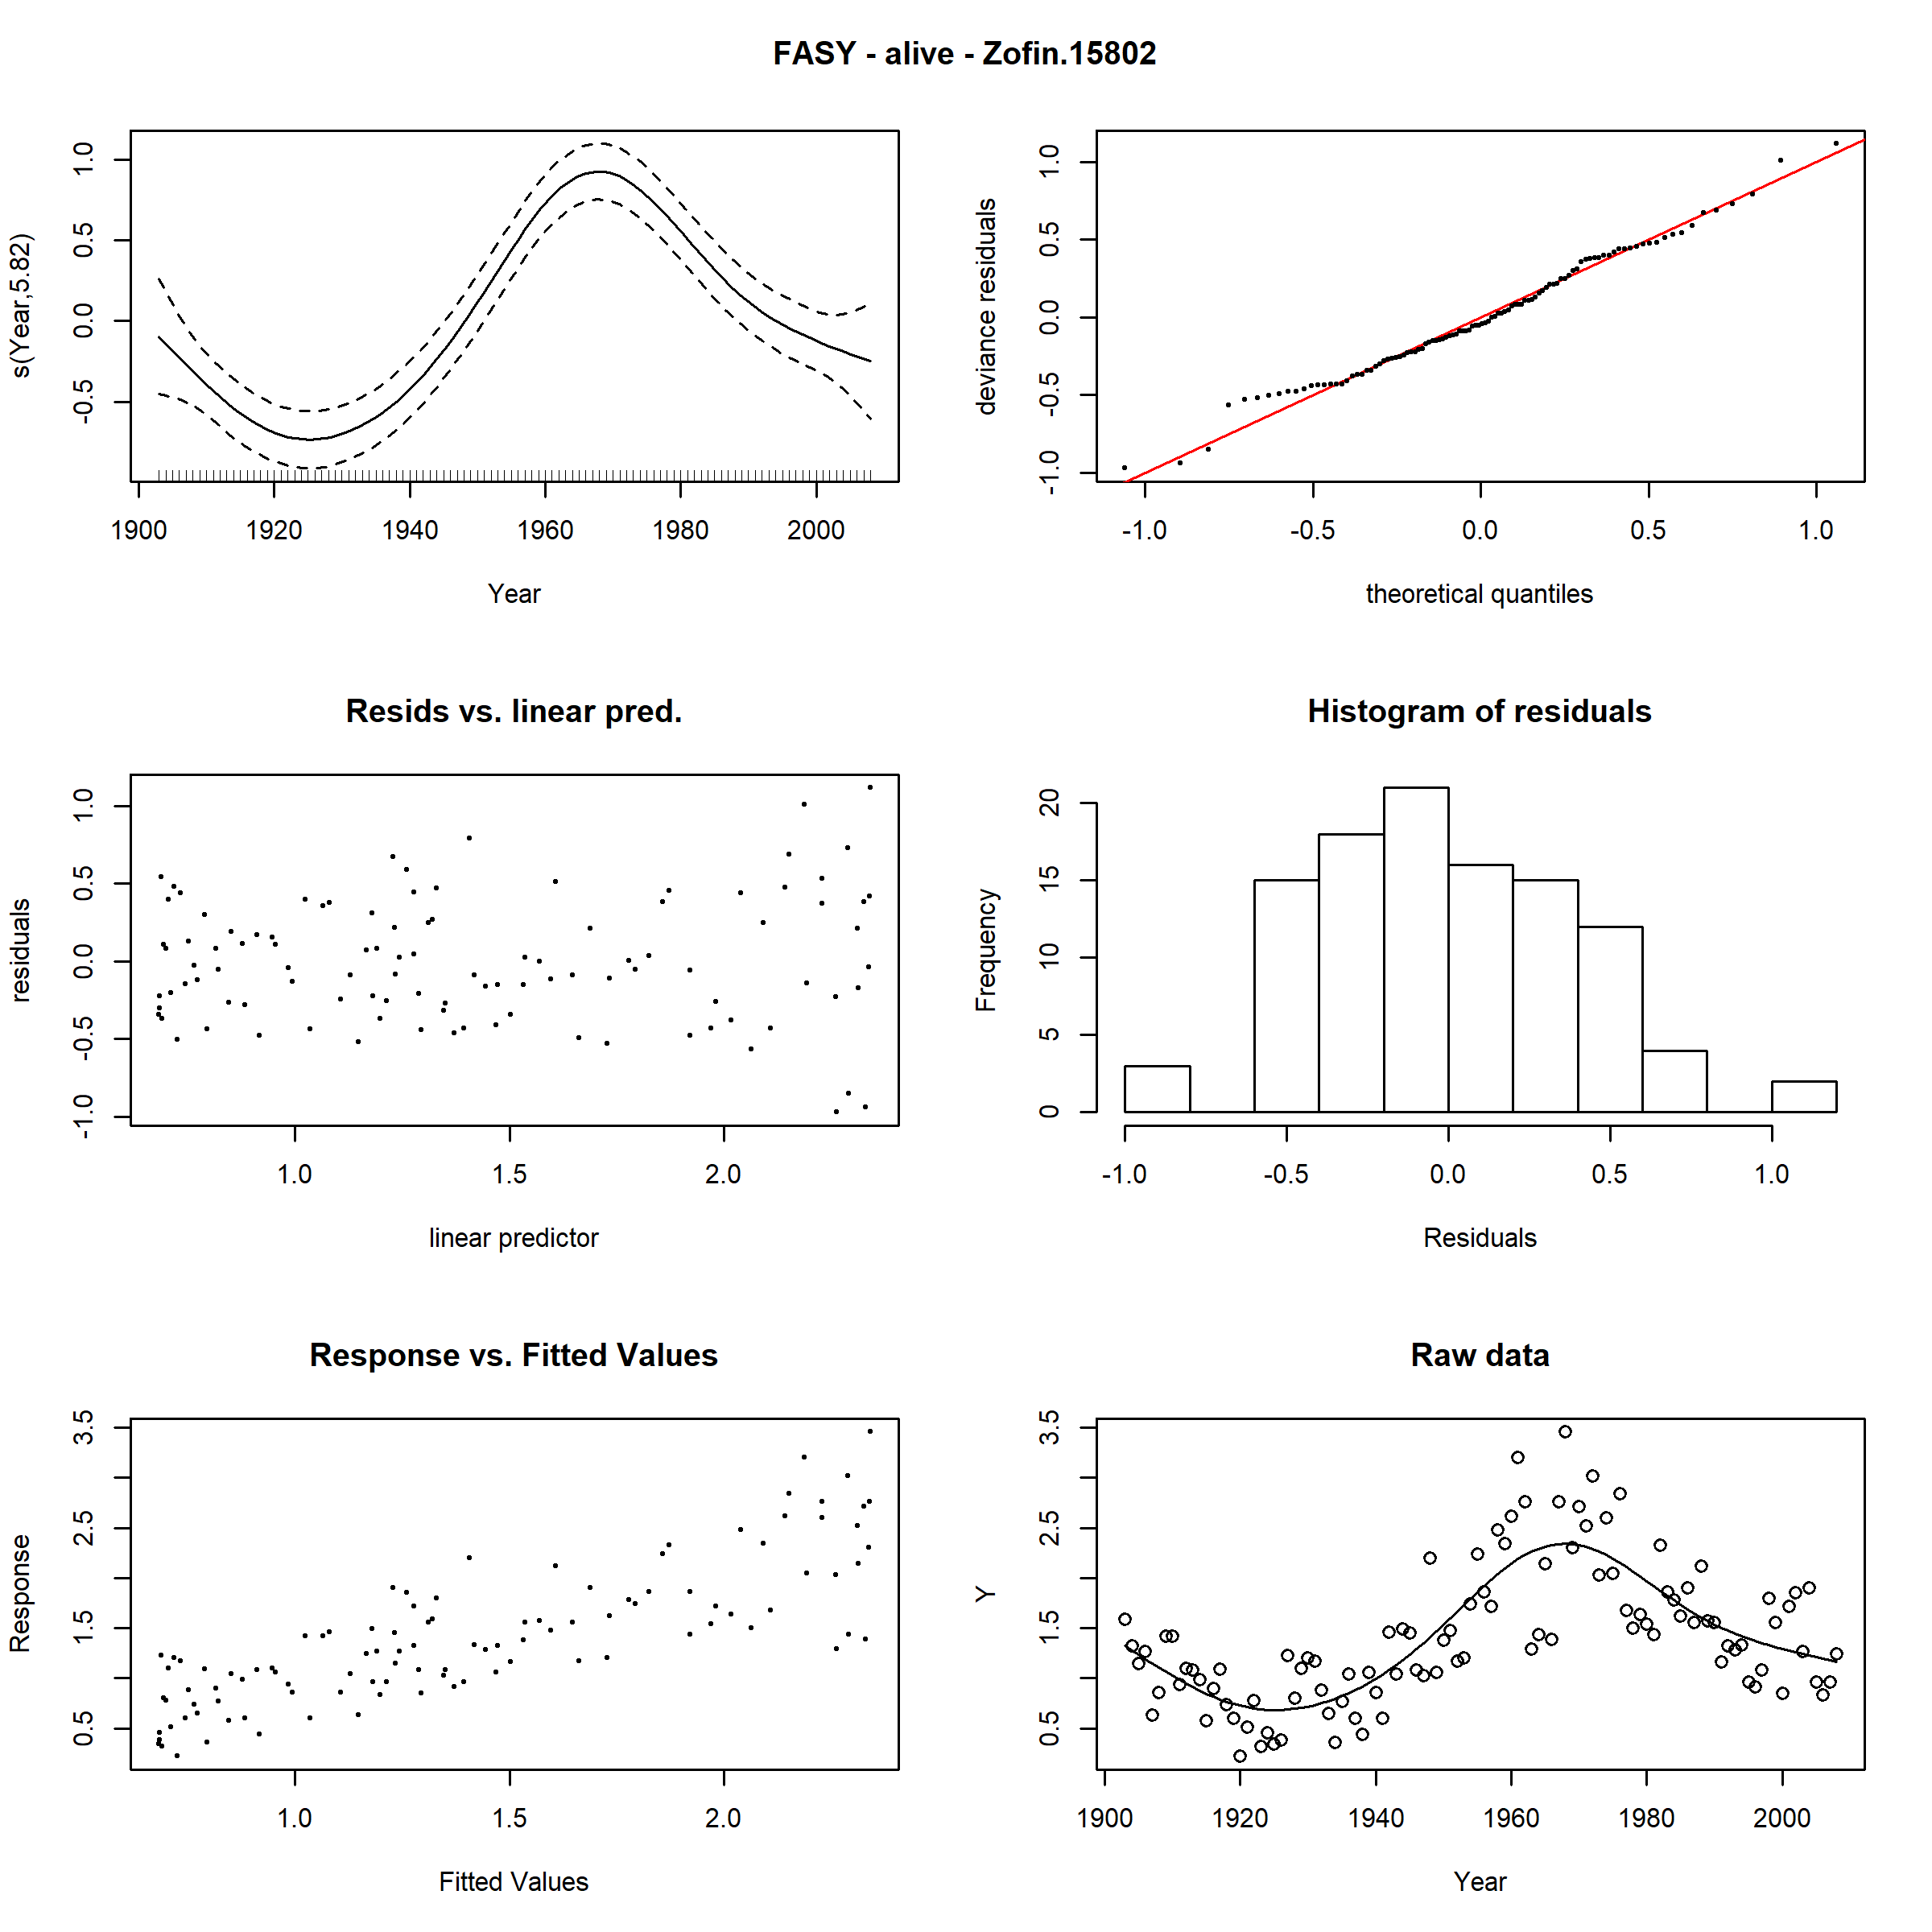 FASY - alive - Zofin.15802
s(Year,5.82)
1.0
0.5
0.0
-0.5
1900 1920 1940 1960 1980 2000
Year
deviance residuals
1.0
0.5
0.0
-0.5
-1.0
-1.0 -0.5 0.0 0.5 1.0
theoretical quantiles
Resids vs. linear pred.
residuals
1.0
0.5
0.0
-0.5
-1.0
1.0 1.5 2.0
linear predictor
Histogram of residuals
Frequency
20
15
10
5
0
-1.0 -0.5 0.0 0.5 1.0
Residuals
Response vs. Fitted Values
Response
3.5
2.5
1.5
0.5
1.0 1.5 2.0
Fitted Values
Raw data
Y
3.5
2.5
1.5
0.5
1900 1920 1940 1960 1980 2000
Year